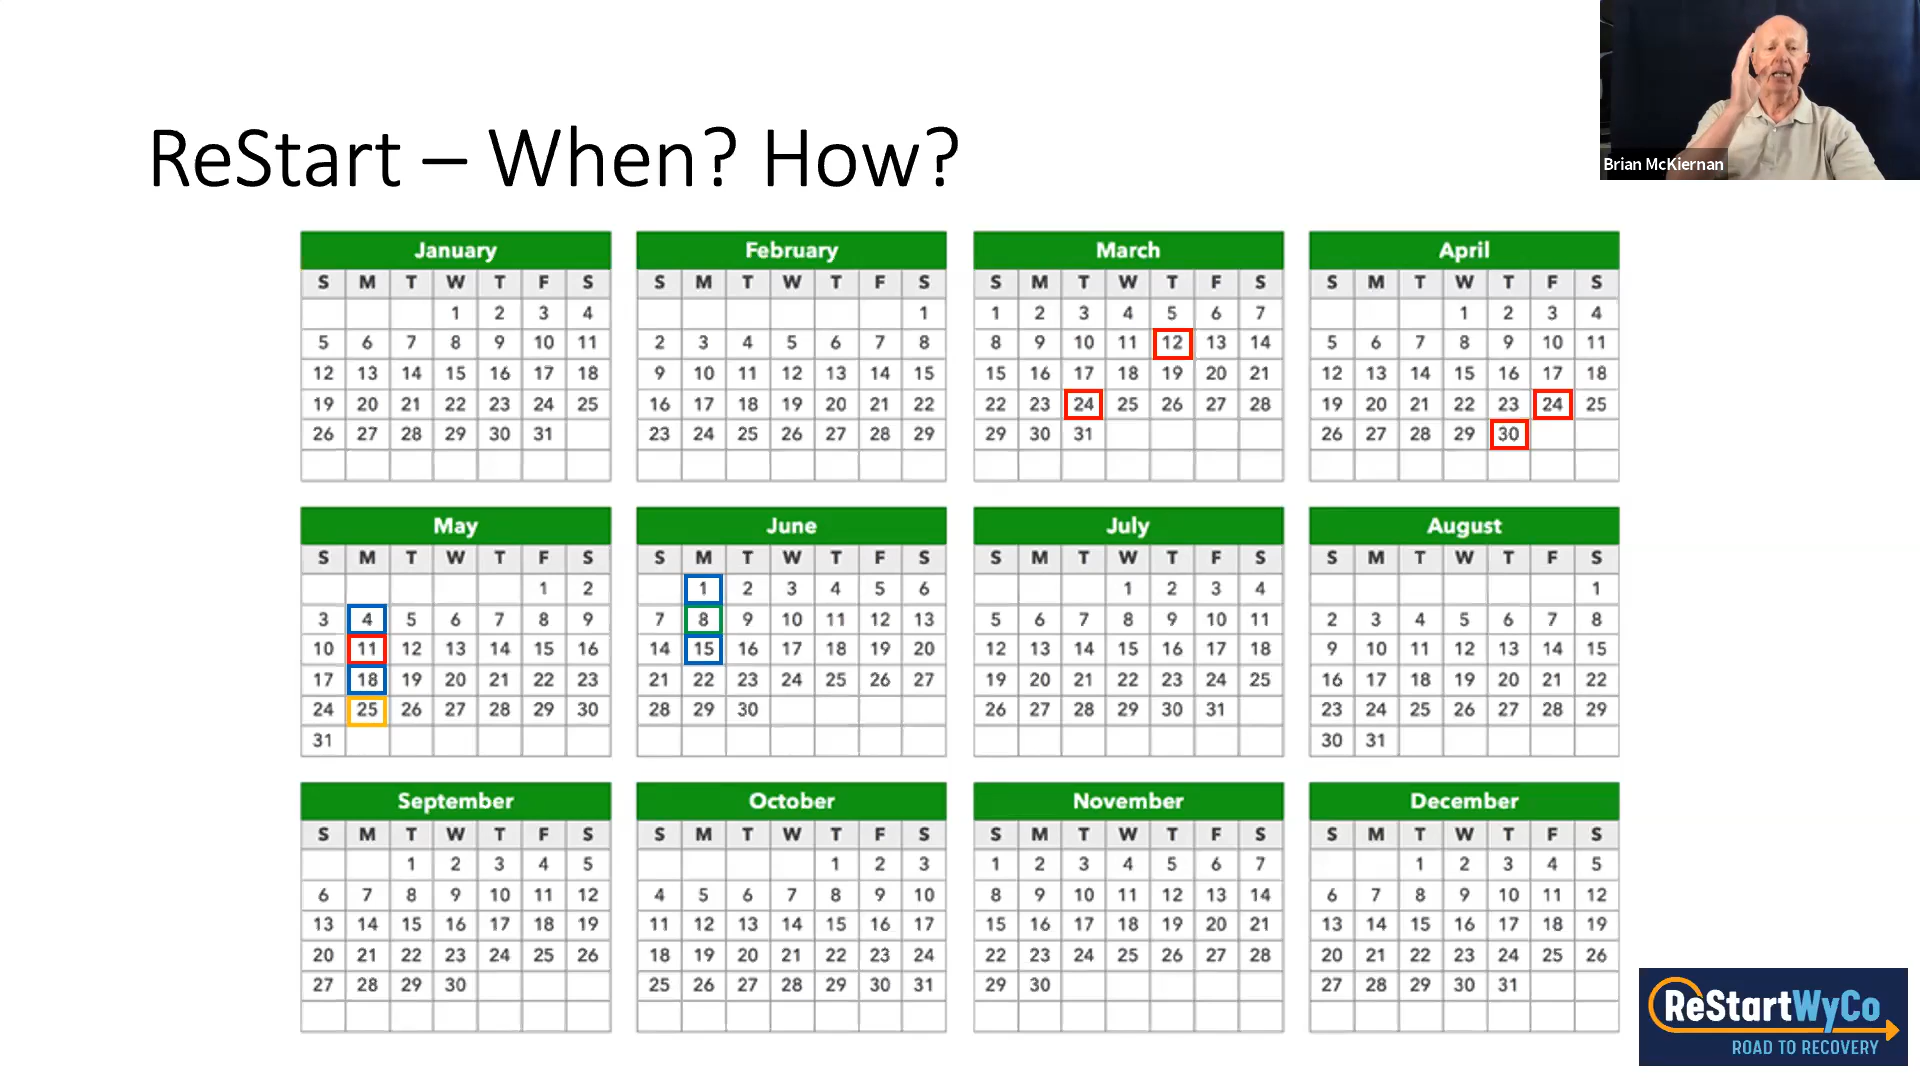 Brian McKiernan
ReStart – When? How?
January February March April
S M T W T F S S M T W T F S S M T W T F S S M T W T F S
1 2 3 4 1 1 2 3 4 5 6 7 1 2 3 4
5 6 7 8 9 10 11 2 3 4 5 6 7 8 8 9 10 11 12 13 14 5 6 7 8 9 10 11
12 13 14 15 16 17 18 9 10 11 12 13 14 15 15 16 17 18 19 20 21 12 13 14 15 16 17 18
19 20 21 22 23 24 25 16 17 18 19 20 21 22 22 23 24 25 26 27 28 19 20 21 22 23 24 25
26 27 28 29 30 31 23 24 25 26 27 28 29 29 30 31 26 27 28 29 30
May June July August
S M T W T F S S M T W T F S S M T W T F S S M T W T F S
1 2 1 2 3 4 5 6 1 2 3 4 1
3 4 5 6 7 8 9 7 8 9 10 11 12 13 5 6 7 8 9 10 11 2 3 4 5 6 7 8
10 11 12 13 14 15 16 14 15 16 17 18 19 20 12 13 14 15 16 17 18 9 10 11 12 13 14 15
17 18 19 20 21 22 23 21 22 23 24 25 26 27 19 20 21 22 23 24 25 16 17 18 19 20 21 22
24 25 26 27 28 29 30 28 29 30 26 27 28 29 30 31 23 24 25 26 27 28 29
31 30 31
September October November December
S M T W T F S S M T W T F S S M T W T F S S M T W T F S
1 2 3 4 5 1 2 3 1 2 3 4 5 6 7 1 2 3 4 5
6 7 8 9 10 11 12 4 5 6 7 8 9 10 8 9 10 11 12 13 14 6 7 8 9 10 11 12
13 14 15 16 17 18 19 11 12 13 14 15 16 17 15 16 17 18 19 20 21 13 14 15 16 17 18 19
20 21 22 23 24 25 26 18 19 20 21 22 23 24 22 23 24 25 26 27 28 20 21 22 23 24 25 26
27 28 29 30 25 26 27 28 29 30 31 29 30 27 28 29 30 31
ReStartWyCo
ROAD TO RECOVERY